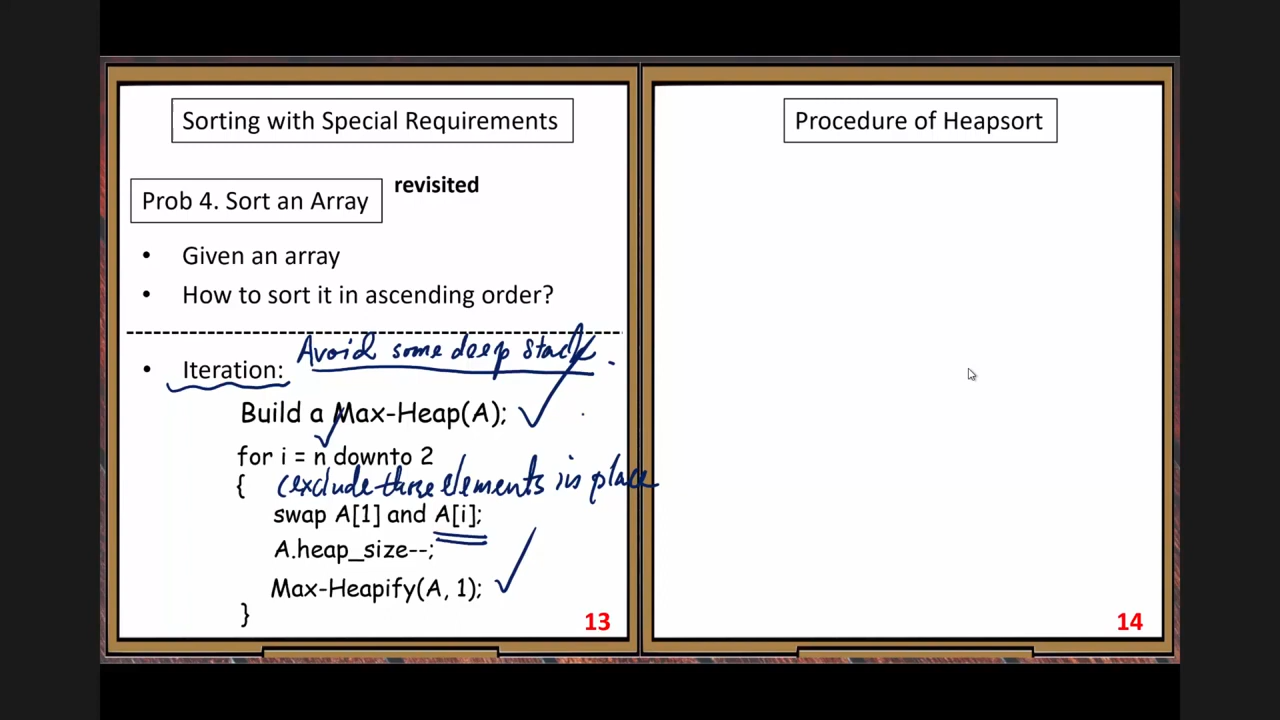 Sorting with Special Requirements
revisited
Prob 4. Sort an Array
• Given an array
• How to sort it in ascending order?
Avoid some deep stack.
• Iteration:
Build a Max-Heap(A);
for i = n downto 2
{ (exclude those elements in place
swap A[1] and A[i];
A.heap_size--;
Max-Heapify(A, 1);
}
13
Procedure of Heapsort
14